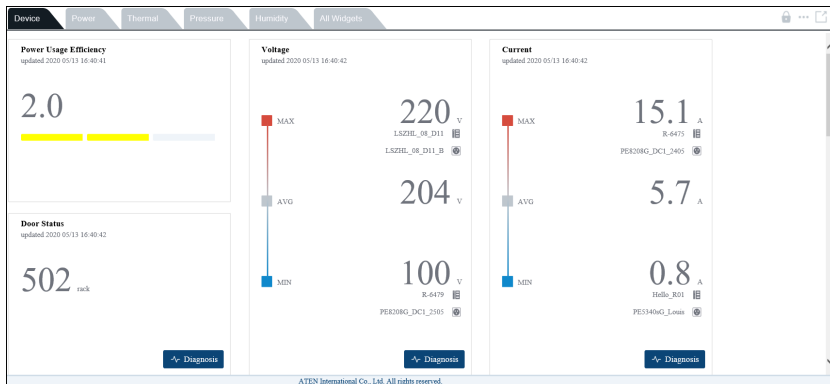 Device Power Thermal Pressure Humidity All Widgets
Power Usage Efficiency
updated 2020 05/13 16:40:41
2.0
Door Status
updated 2020 05/13 16:40:42
502 rack
Diagnosis
Voltage
updated 2020 05/13 16:40:42
MAX 220 V
LSZHL_08_D11
LSZHL_08_D11_B
AVG 204 V
MIN 100 V
R-6479
PE8208G_DC1_2505
Diagnosis
Current
updated 2020 05/13 16:40:42
MAX 15.1 A
R-6475
PE8208G_DC1_2405
AVG 5.7 A
MIN 0.8 A
Hello_R01
PE5340sG_Louis
Diagnosis
ATEN International Co., Ltd. All rights reserved.